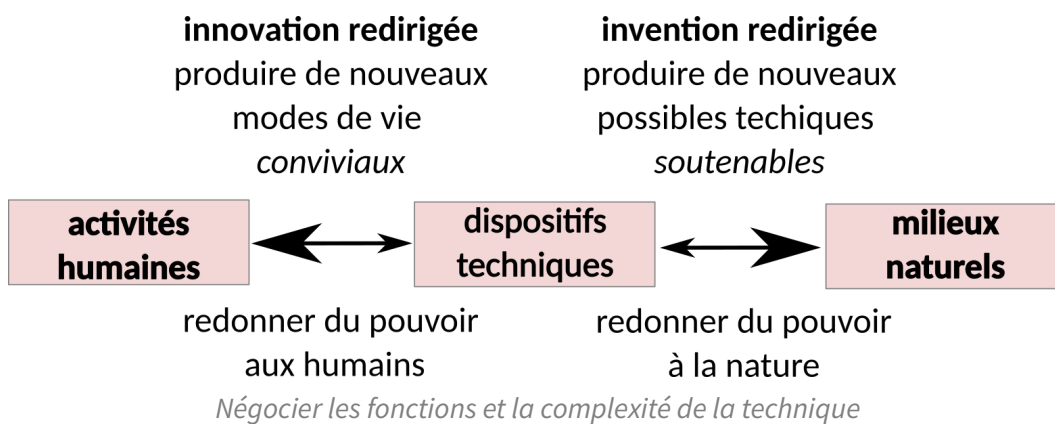 innovation redirigée
produire de nouveaux
modes de vie
conviviaux
invention redirigée
produire de nouveaux
possibles techiques
soutenables
activités
humaines
dispositifs
techniques
milieux
naturels
redonner du pouvoir
aux humains
redonner du pouvoir
à la nature
Négocier les fonctions et la complexité de la technique